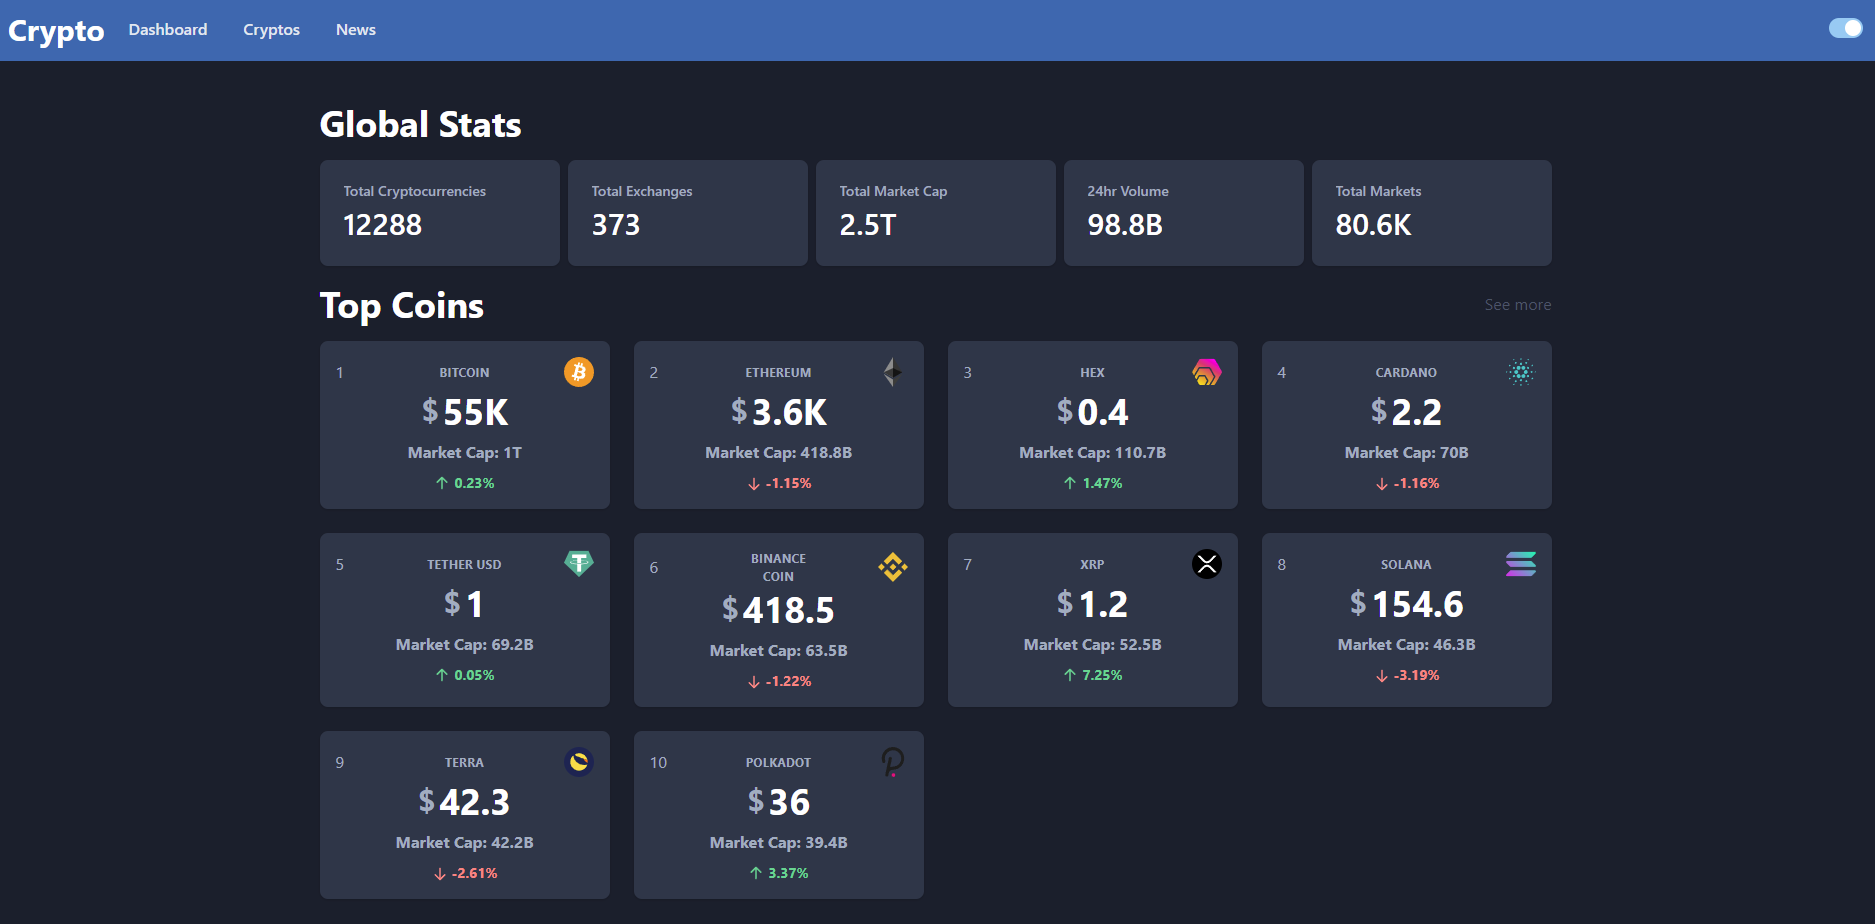 Crypto Dashboard Cryptos News
Global Stats
Total Cryptocurrencies
12288
Total Exchanges
373
Total Market Cap
2.5T
24hr Volume
98.8B
Total Markets
80.6K
Top Coins
See more
1 BITCOIN
$55K
Market Cap: 1T
0.23%
2 ETHEREUM
$3.6K
Market Cap: 418.8B
-1.15%
3 HEX
$0.4
Market Cap: 110.7B
1.47%
4 CARDANO
$2.2
Market Cap: 70B
-1.16%
5 TETHER USD
$1
Market Cap: 69.2B
0.05%
6 BINANCE
COIN
$418.5
Market Cap: 63.5B
-1.22%
7 XRP
$1.2
Market Cap: 52.5B
7.25%
8 SOLANA
$154.6
Market Cap: 46.3B
-3.19%
9 TERRA
$42.3
Market Cap: 42.2B
-2.61%
10 POLKADOT
$36
Market Cap: 39.4B
3.37%